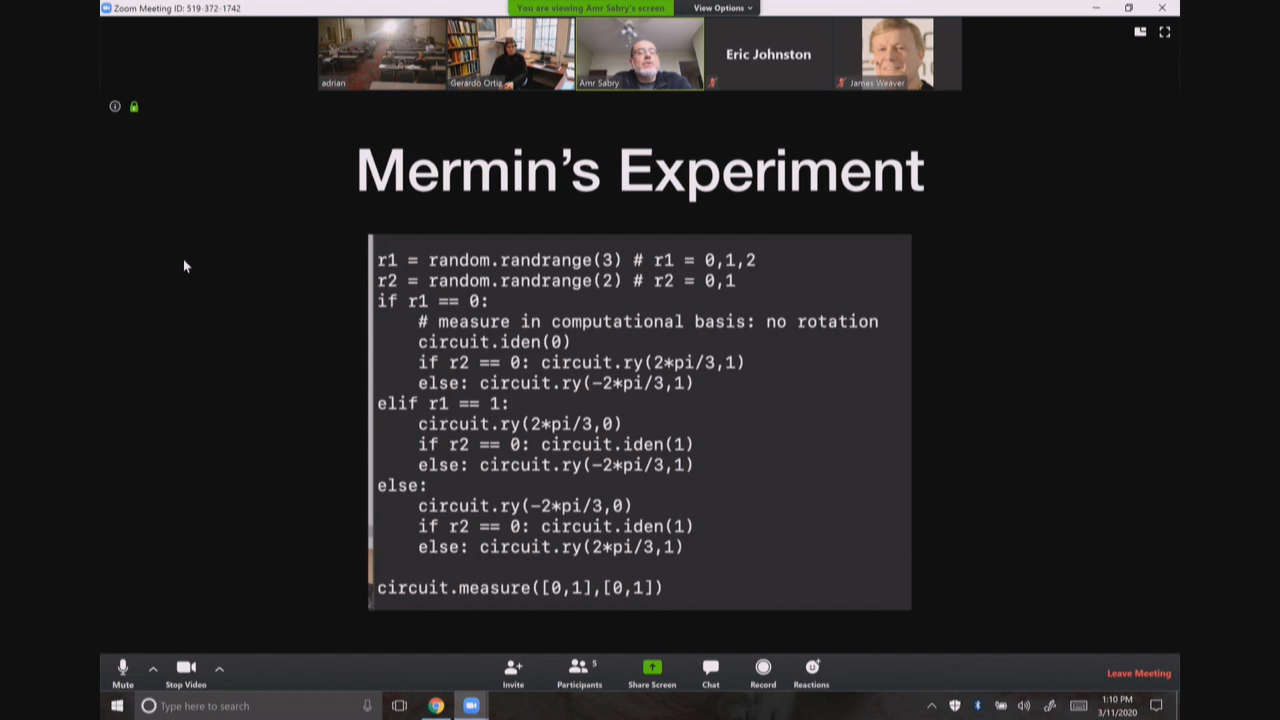 Zoom Meeting ID: 519-372-1742
You are viewing Amr Sabry's screen
View Options
adrian
Gerardo Ortiz
Amr Sabry
Eric Johnston
James Weaver
Mermin's Experiment
r1 = random.randrange(3) # r1 = 0,1,2
r2 = random.randrange(2) # r2 = 0,1
if r1 == 0:
    # measure in computational basis: no rotation
    circuit.iden(0)
    if r2 == 0: circuit.ry(2*pi/3,1)
    else: circuit.ry(-2*pi/3,1)
elif r1 == 1:
    circuit.ry(2*pi/3,0)
    if r2 == 0: circuit.iden(1)
    else: circuit.ry(-2*pi/3,1)
else:
    circuit.ry(-2*pi/3,0)
    if r2 == 0: circuit.iden(1)
    else: circuit.ry(2*pi/3,1)
circuit.measure([0,1],[0,1])
Mute
Stop Video
Invite
5
Participants
Share Screen
Chat
Record
Reactions
Leave Meeting
Type here to search
1:10 PM
3/11/2020